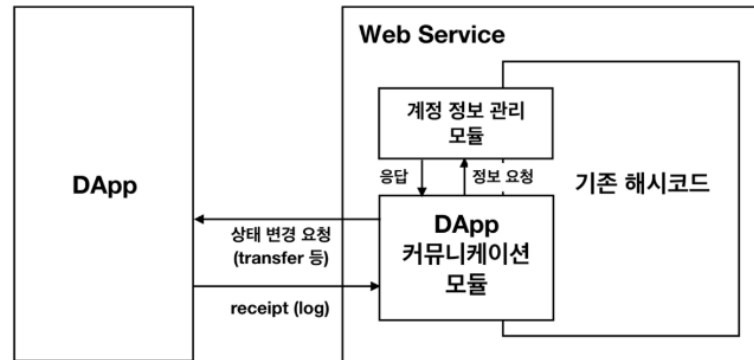 Web Service
계정 정보 관리
모듈
DApp
기존 해시코드
응답
정보 요청
상태 변경 요청
(transfer 등)
DApp
커뮤니케이션
모듈
receipt (log)